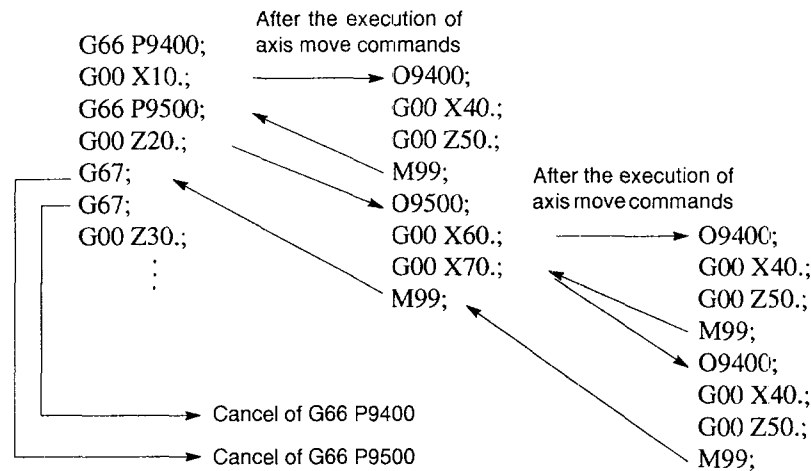 G66 P9400;
G00 X10.;
G66 P9500;
G00 Z20.;
G67;
G67;
G00 Z30.;
After the execution of
axis move commands
O9400;
G00 X40.;
G00 Z50.;
M99;
O9500;
G00 X60.;
G00 X70.;
M99;
After the execution of
axis move commands
O9400;
G00 X40.;
G00 Z50.;
M99;
O9400;
G00 X40.;
G00 Z50.;
M99;
Cancel of G66 P9400
Cancel of G66 P9500